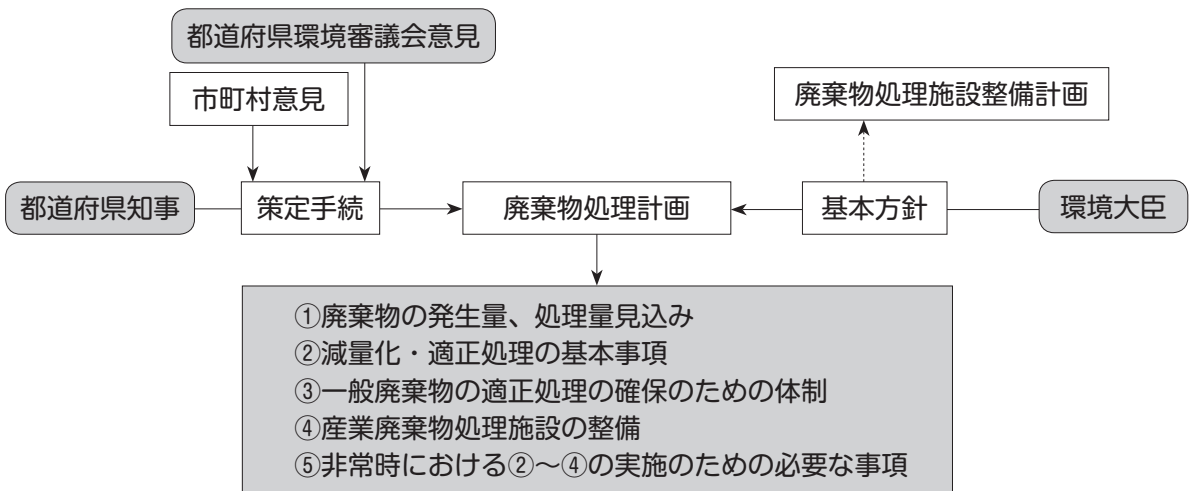 都道府県環境審議会意見
市町村意見
廃棄物処理施設整備計画
都道府県知事
策定手続
廃棄物処理計画
基本方針
環境大臣
①廃棄物の発生量、処理量見込み
②減量化・適正処理の基本事項
③一般廃棄物の適正処理の確保のための体制
④産業廃棄物処理施設の整備
⑤非常時における②～④の実施のための必要な事項